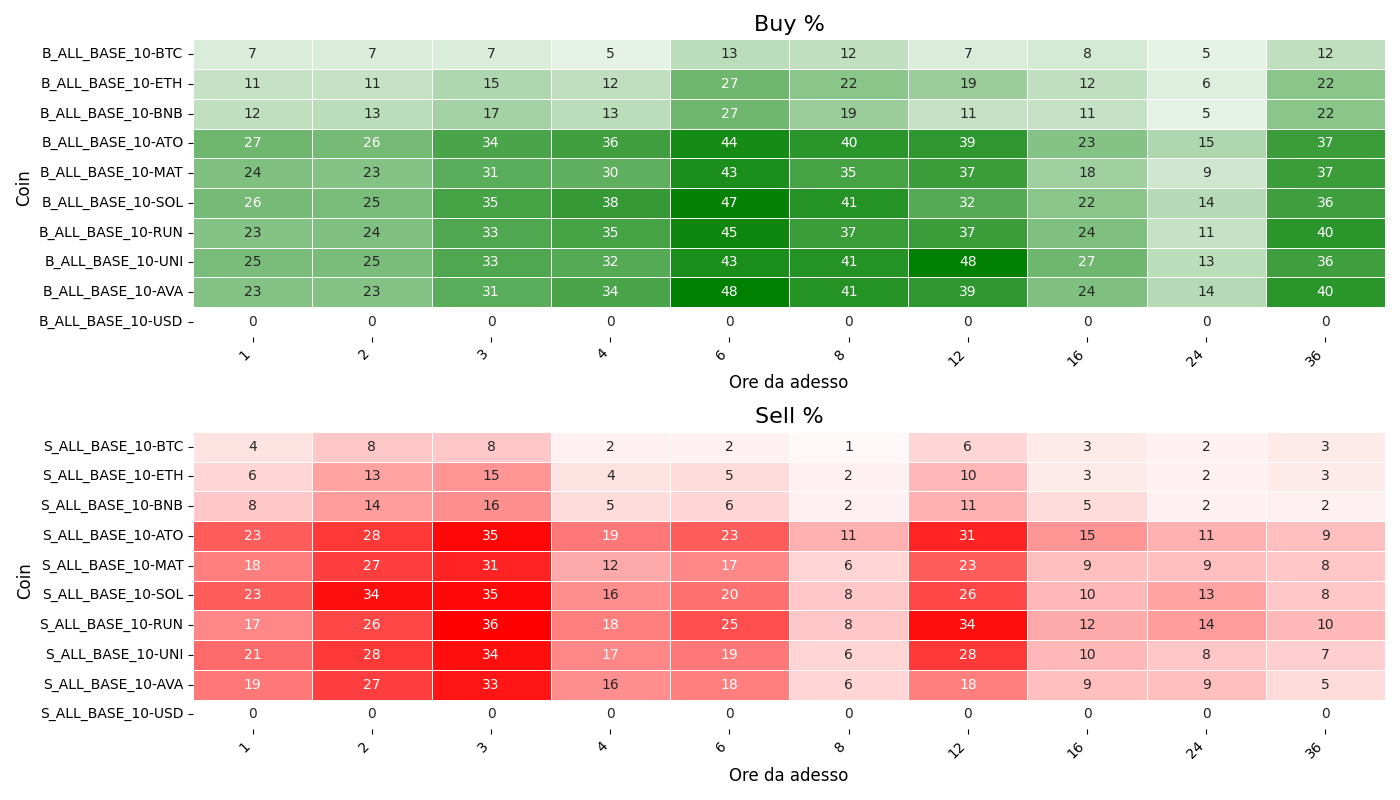 Buy %
Coin
B_ALL_BASE_10-BTC 7 7 7 5 13 12 7 8 5 12
B_ALL_BASE_10-ETH 11 11 15 12 27 22 19 12 6 22
B_ALL_BASE_10-BNB 12 13 17 13 27 19 11 11 5 22
B_ALL_BASE_10-ATO 27 26 34 36 44 40 39 23 15 37
B_ALL_BASE_10-MAT 24 23 31 30 43 35 37 18 9 37
B_ALL_BASE_10-SOL 26 25 35 38 47 41 32 22 14 36
B_ALL_BASE_10-RUN 23 24 33 35 45 37 37 24 11 40
B_ALL_BASE_10-UNI 25 25 33 32 43 41 48 27 13 36
B_ALL_BASE_10-AVA 23 23 31 34 48 41 39 24 14 40
B_ALL_BASE_10-USD 0 0 0 0 0 0 0 0 0 0
1 2 3 4 6 8 12 16 24 36
Ore da adesso
Sell %
Coin
S_ALL_BASE_10-BTC 4 8 8 2 2 1 6 3 2 3
S_ALL_BASE_10-ETH 6 13 15 4 5 2 10 3 2 3
S_ALL_BASE_10-BNB 8 14 16 5 6 2 11 5 2 2
S_ALL_BASE_10-ATO 23 28 35 19 23 11 31 15 11 9
S_ALL_BASE_10-MAT 18 27 31 12 17 6 23 9 9 8
S_ALL_BASE_10-SOL 23 34 35 16 20 8 26 10 13 8
S_ALL_BASE_10-RUN 17 26 36 18 25 8 34 12 14 10
S_ALL_BASE_10-UNI 21 28 34 17 19 6 28 10 8 7
S_ALL_BASE_10-AVA 19 27 33 16 18 6 18 9 9 5
S_ALL_BASE_10-USD 0 0 0 0 0 0 0 0 0 0
1 2 3 4 6 8 12 16 24 36
Ore da adesso